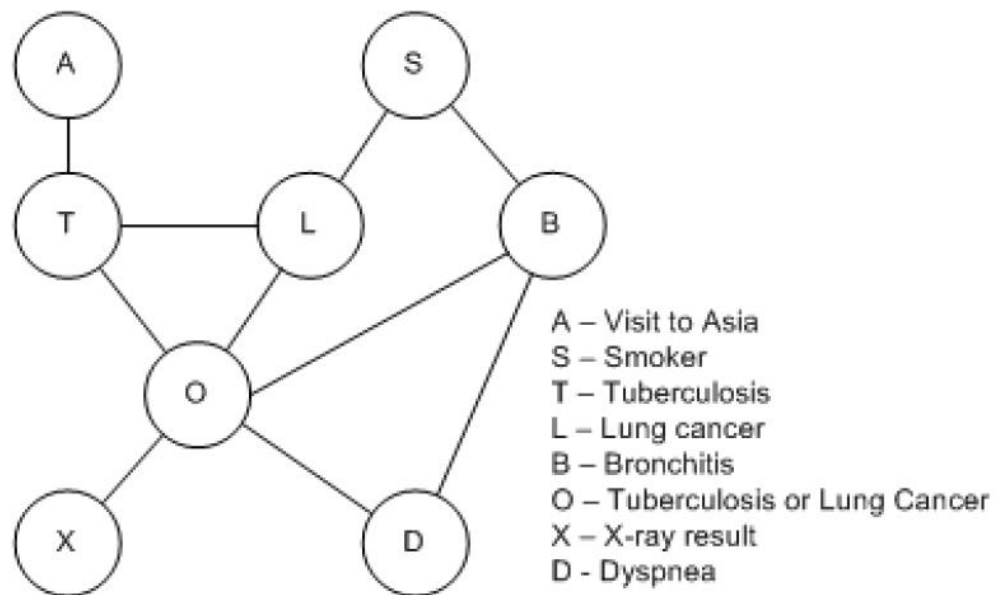 A
S
T
L
B
O
X
D
A – Visit to Asia
S – Smoker
T – Tuberculosis
L – Lung cancer
B – Bronchitis
O – Tuberculosis or Lung Cancer
X – X-ray result
D - Dyspnea